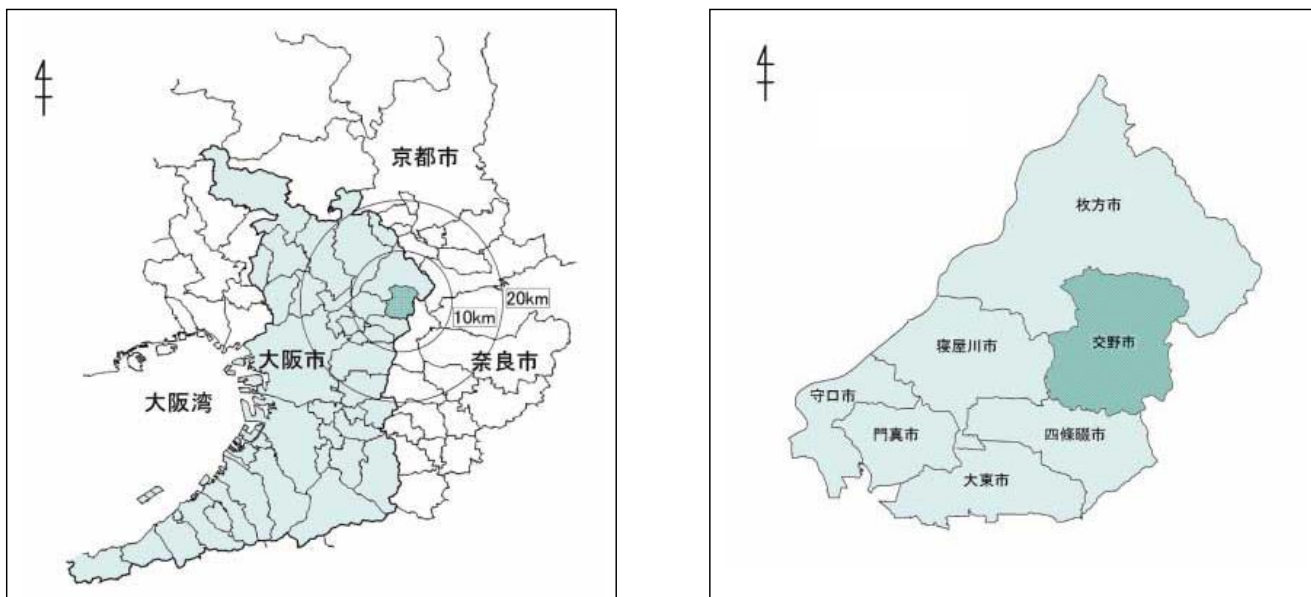 京都市
20km
10km
大阪市
奈良市
大阪湾
枚方市
交野市
寝屋川市
守口市
門真市
四條畷市
大東市